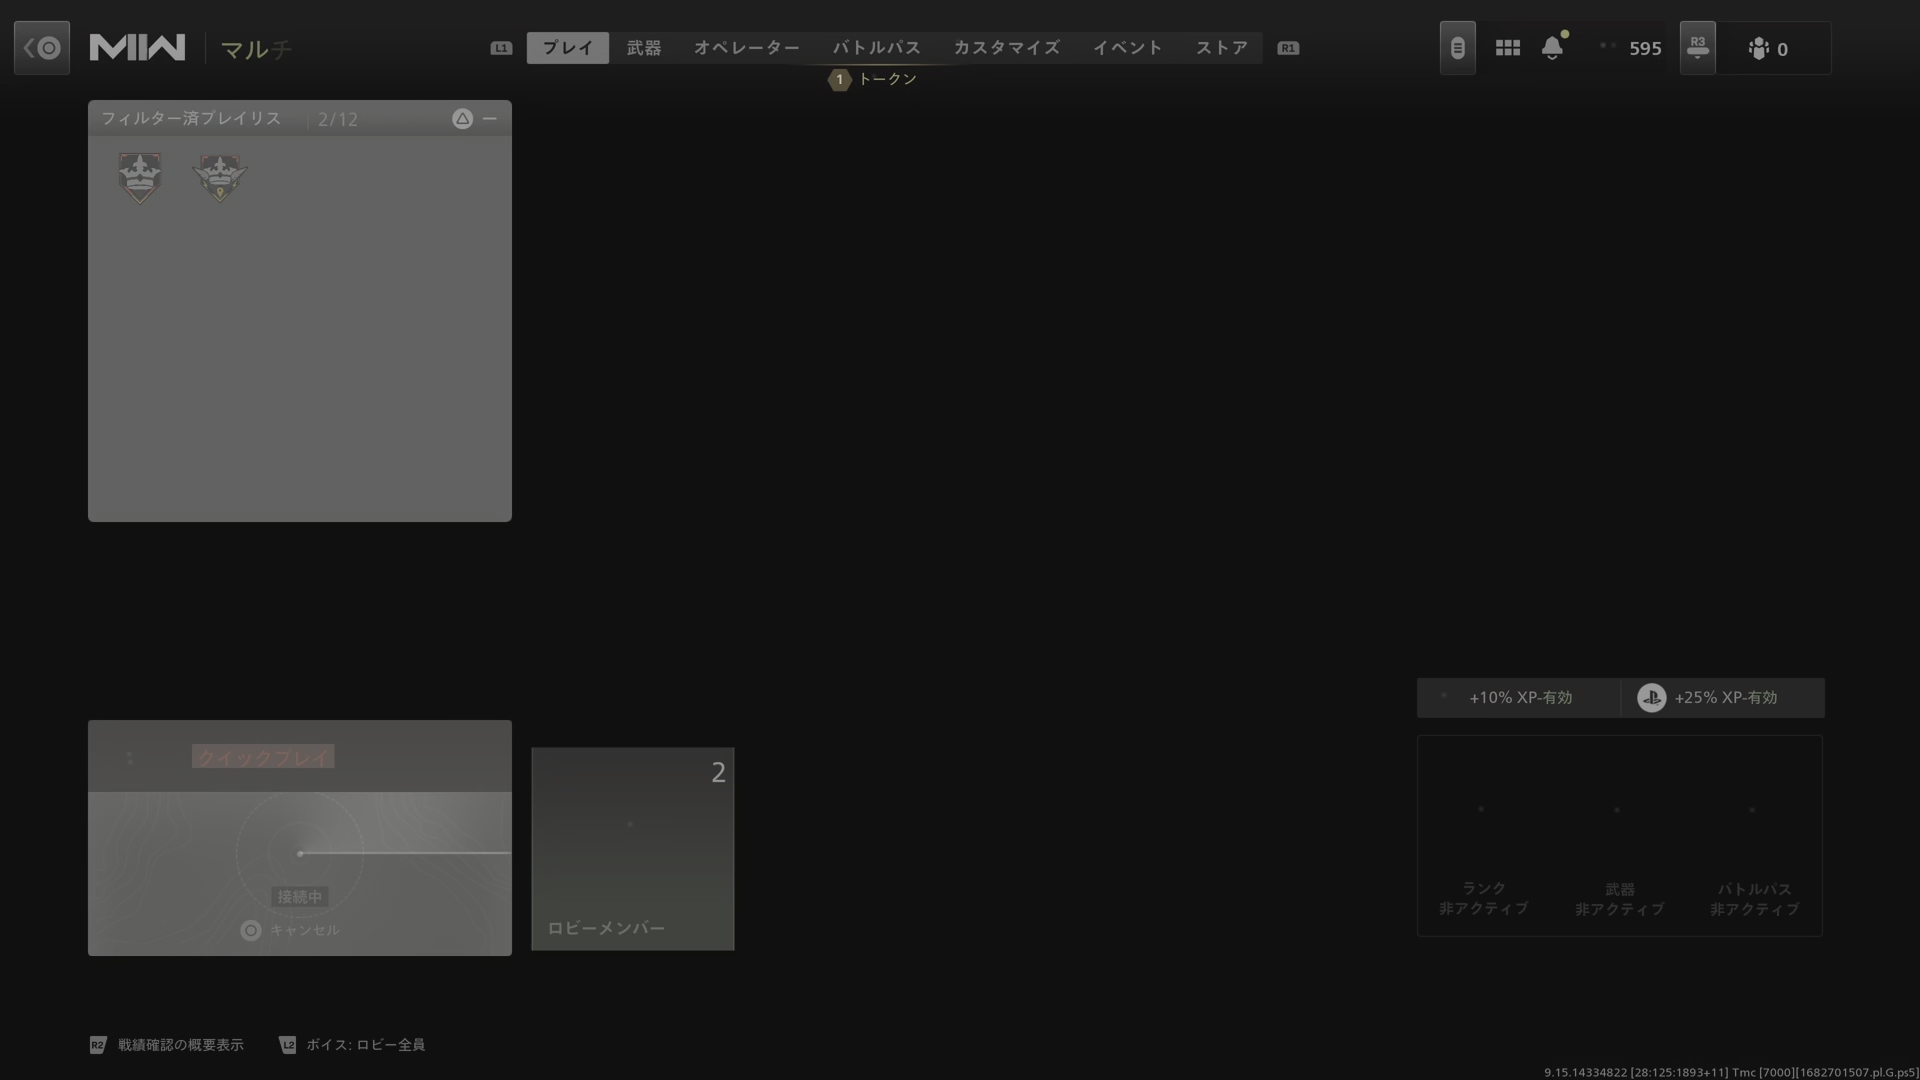 MW マルチ
L1 プレイ 武器 オペレーター バトルパス カスタマイズ イベント ストア R1
595 R3 0
1 トークン
フィルター済プレイリス 2/12
+10% XP-有効 +25% XP-有効
クイックプレイ
2
接続中
キャンセル
ロビーメンバー
ランク 武器 バトルパス
非アクティブ 非アクティブ 非アクティブ
R2 戦績確認の概要表示 L2 ボイス: ロビー全員
9.15.14334822 [28:125:1893+11] Tmc [7000][1682701507.pl.G.ps5]